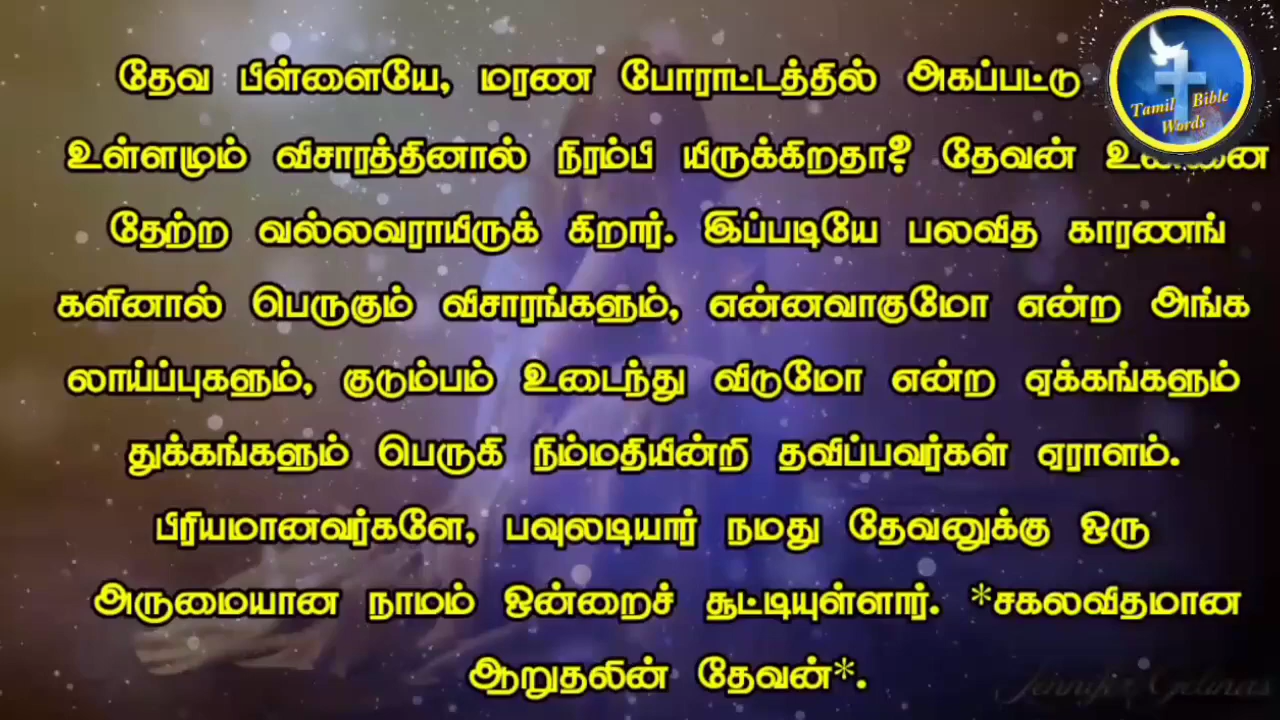 தேவ பிள்ளையே, மரண போராட்டத்தில் அகப்பட்டு
உள்ளமும் விசாரத்தினால் நிரம்பி யிருக்கிறதா? தேவன்
தேற்ற வல்லவராயிருக் கிறார். இப்படியே பலவித காரணங்
களினால் பெருகும் விசாரங்களும், என்னவாகுமோ என்ற அங்க
லாய்ப்புகளும், குடும்பம் உடைந்து விடுமோ என்ற ஏக்கங்களும்
துக்கங்களும் பெருகி நிம்மதியின்றி தவிப்பவர்கள் ஏராளம்.
பிரியமானவர்களே, பவுலடியார் நமது தேவனுக்கு ஒரு
அருமையான நாமம் ஒன்றைச் சூட்டியுள்ளார். *சகலவிதமான
ஆறுதலின் தேவன்*.
Tamil Bible
Words
Jennifer Gelinas